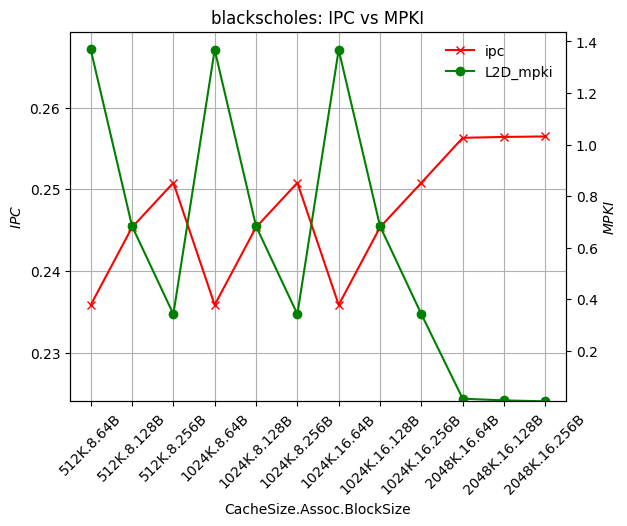 blackscholes: IPC vs MPKI
ipc
L2D_mpki
IPC
0.26
0.25
0.24
0.23
MPKI
1.4
1.2
1.0
0.8
0.6
0.4
0.2
512K.8.64B
512K.8.128B
512K.8.256B
1024K.8.64B
1024K.8.128B
1024K.8.256B
1024K.16.64B
1024K.16.128B
1024K.16.256B
2048K.16.64B
2048K.16.128B
2048K.16.256B
CacheSize.Assoc.BlockSize